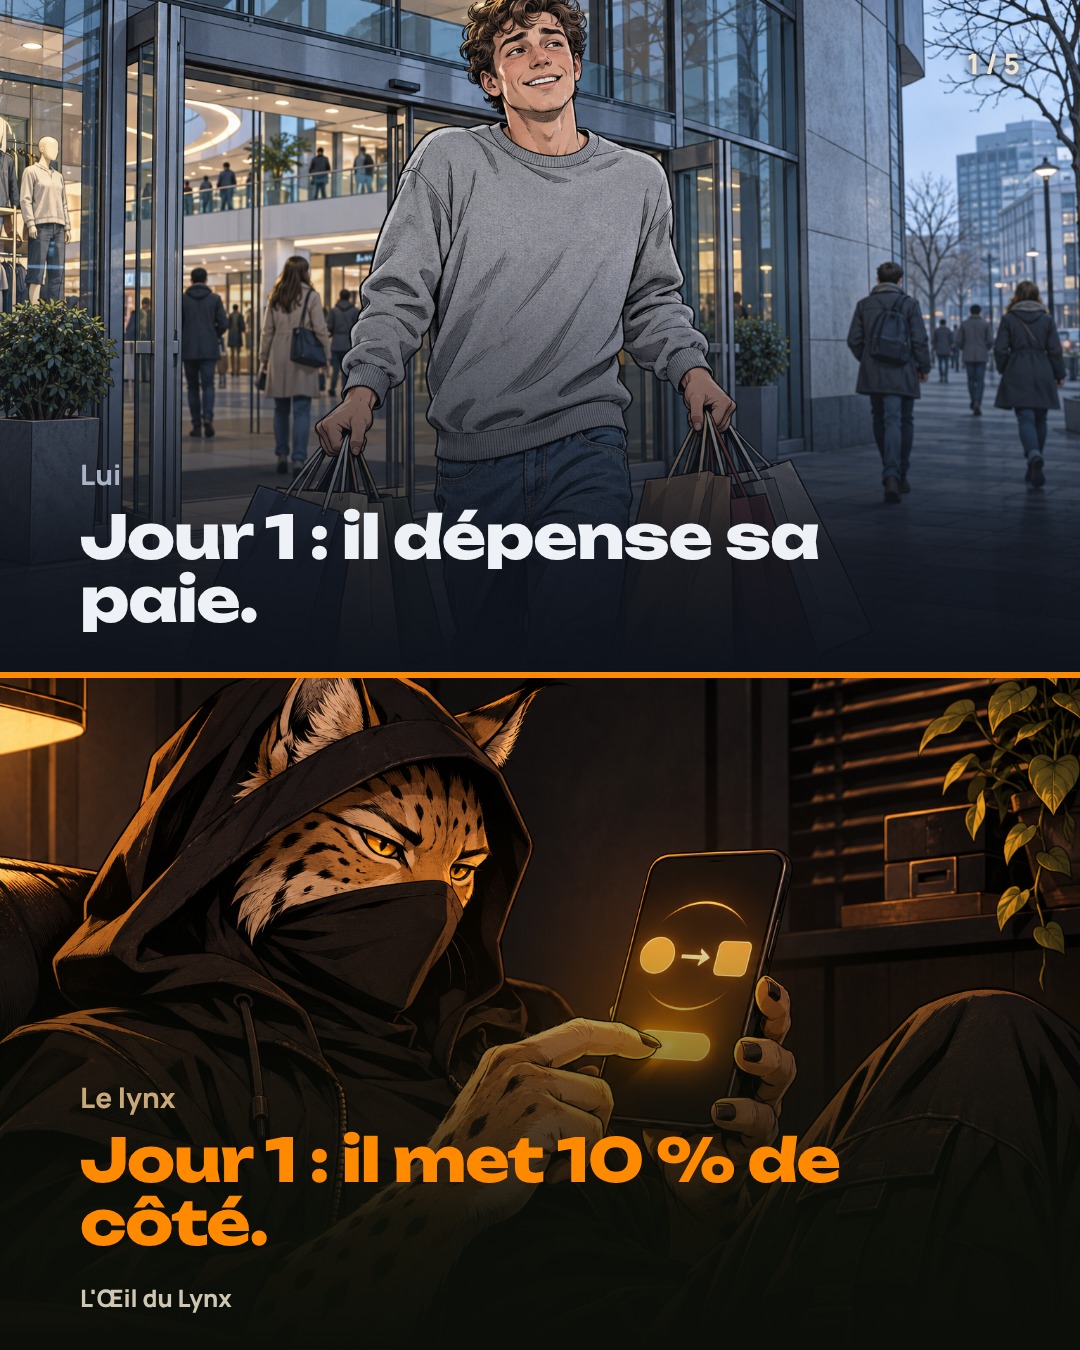 1 / 5
Lui
Jour 1 : il dépense sa
paie.
Le lynx
Jour 1 : il met 10 % de
côté.
L'Œil du Lynx